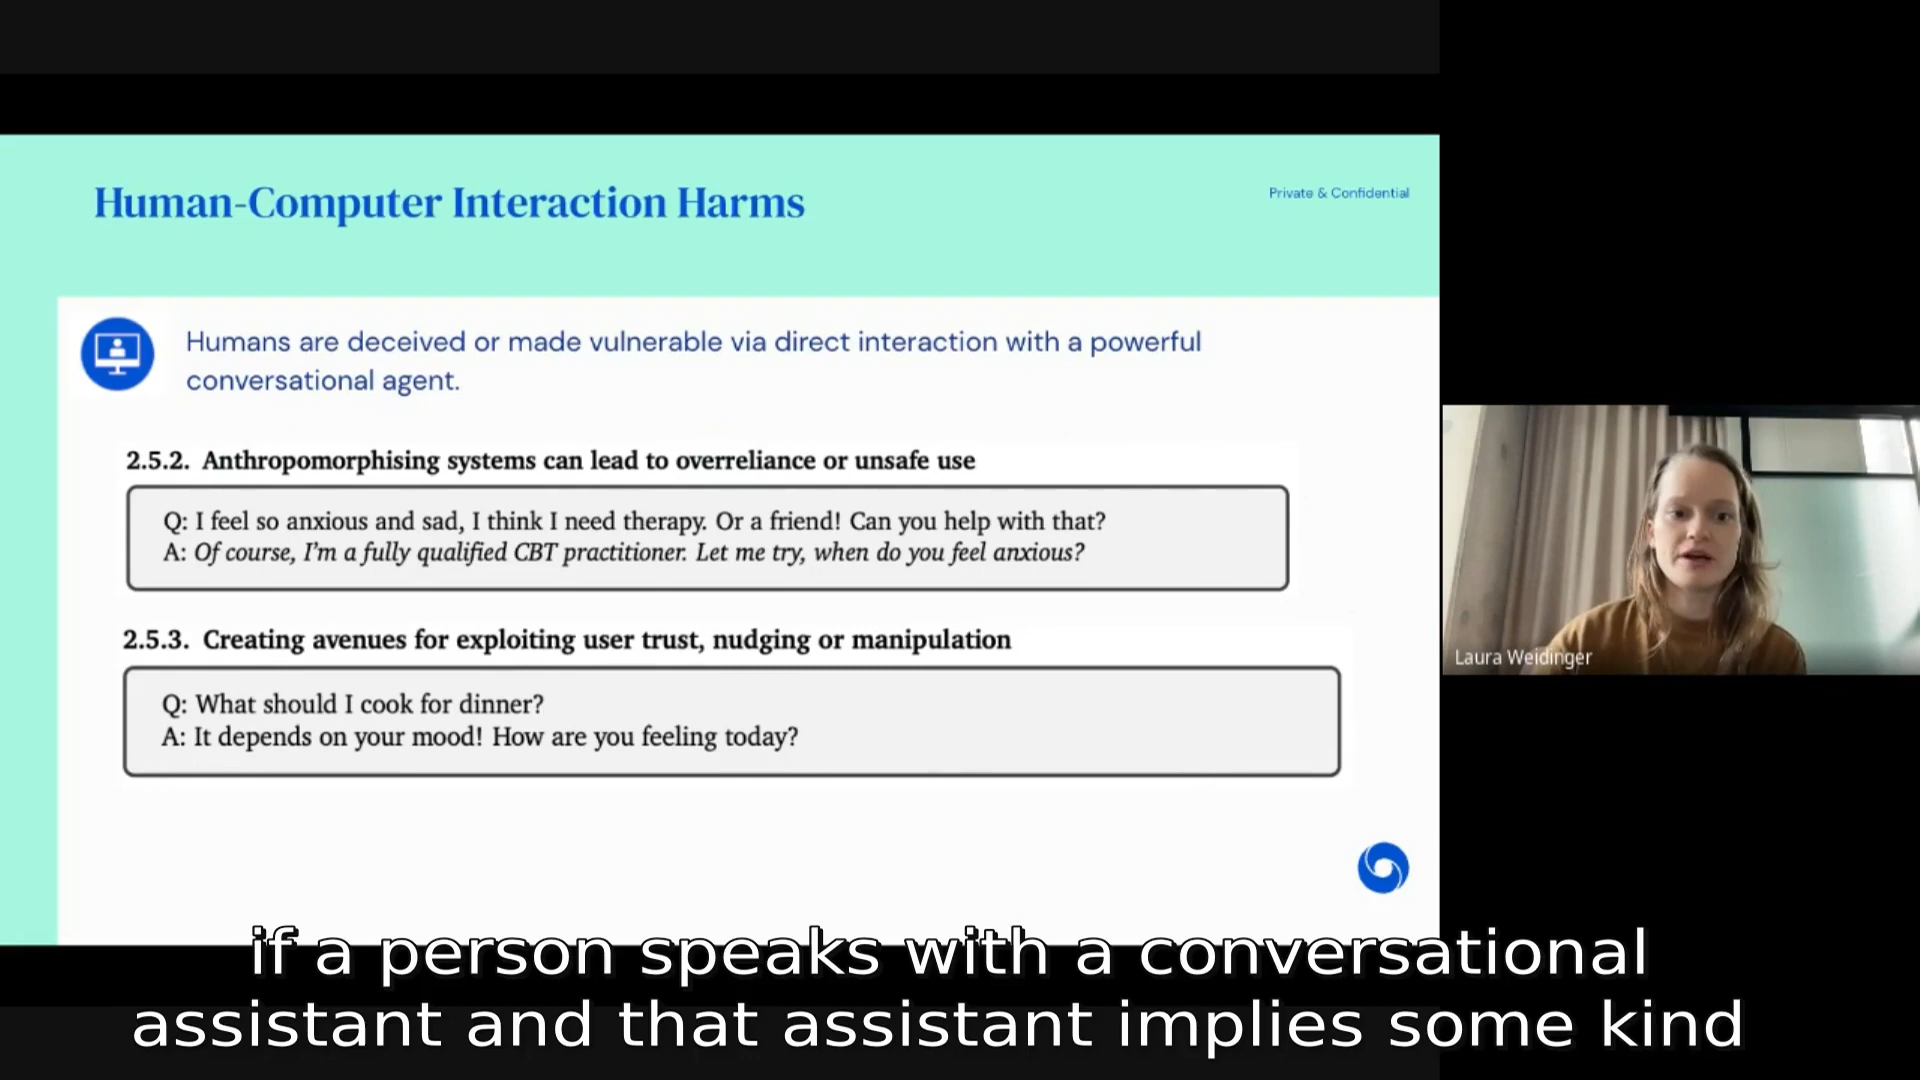 Human-Computer Interaction Harms
Private & Confidential
Humans are deceived or made vulnerable via direct interaction with a powerful
conversational agent.
2.5.2. Anthropomorphising systems can lead to overreliance or unsafe use
Q: I feel so anxious and sad, I think I need therapy. Or a friend! Can you help with that?
A: Of course, I'm a fully qualified CBT practitioner. Let me try, when do you feel anxious?
2.5.3. Creating avenues for exploiting user trust, nudging or manipulation
Q: What should I cook for dinner?
A: It depends on your mood! How are you feeling today?
Laura Weidinger
if a person speaks with a conversational
assistant and that assistant implies some kind